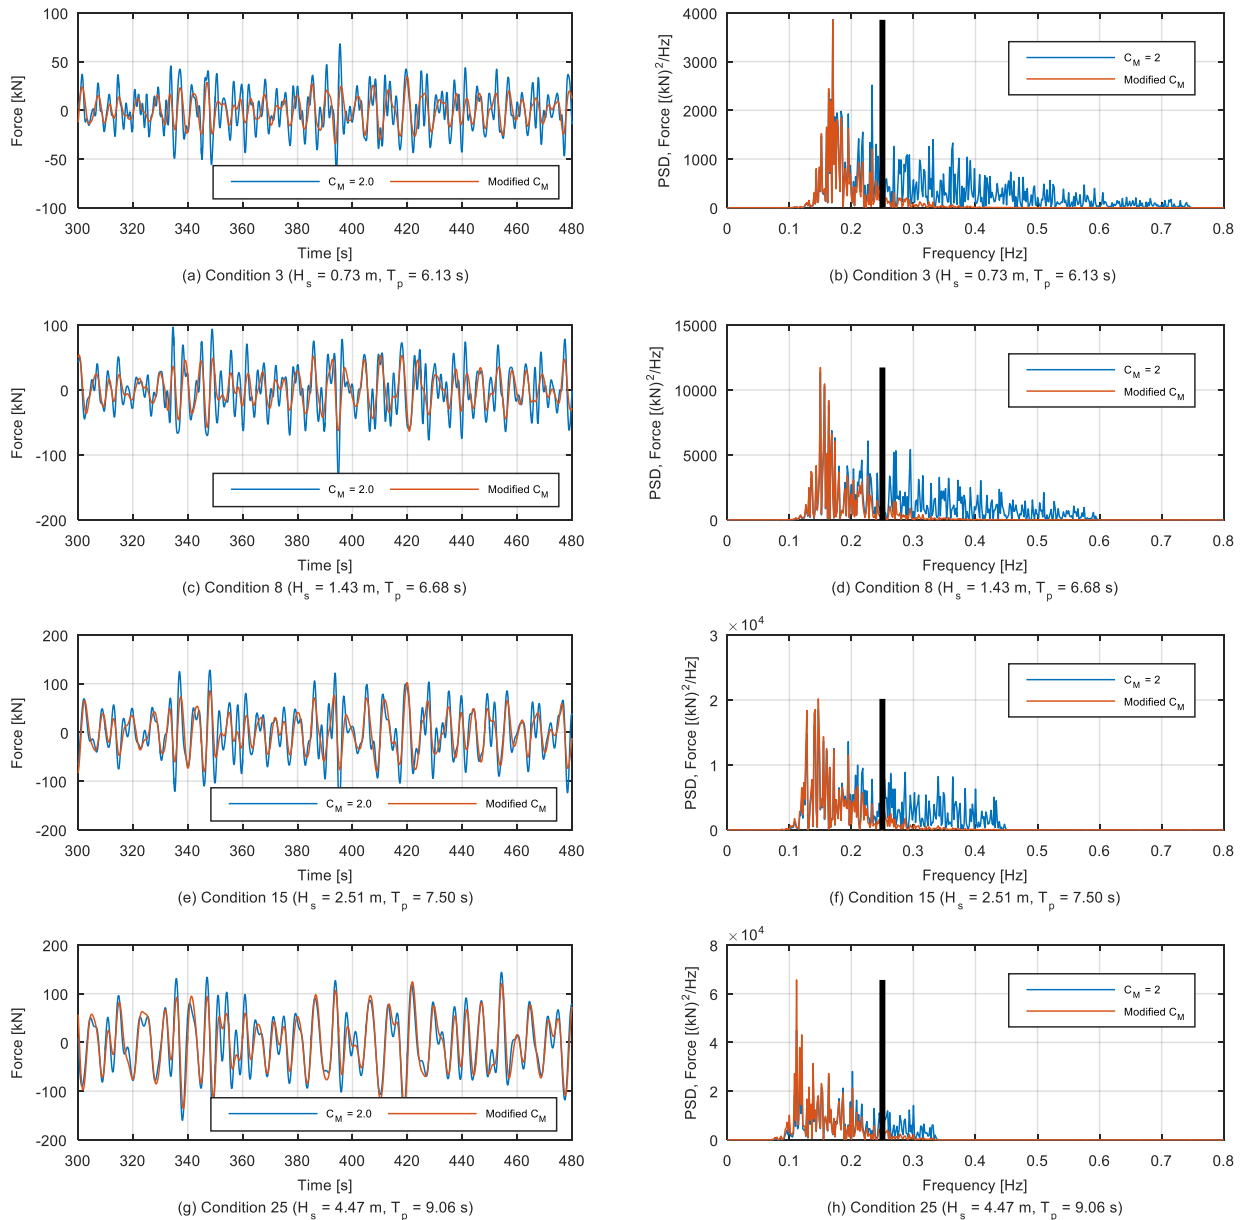 100
50
0
-50
-100
Force [kN]
C_M = 2.0
Modified C_M
300 320 340 360 380 400 420 440 460 480
Time [s]
(a) Condition 3 (H_s = 0.73 m, T_p = 6.13 s)
4000
3000
2000
1000
0
PSD, Force [(kN)^2/Hz]
C_M = 2
Modified C_M
0 0.1 0.2 0.3 0.4 0.5 0.6 0.7 0.8
Frequency [Hz]
(b) Condition 3 (H_s = 0.73 m, T_p = 6.13 s)
100
0
-100
-200
Force [kN]
C_M = 2.0
Modified C_M
300 320 340 360 380 400 420 440 460 480
Time [s]
(c) Condition 8 (H_s = 1.43 m, T_p = 6.68 s)
15000
10000
5000
0
PSD, Force [(kN)^2/Hz]
C_M = 2
Modified C_M
0 0.1 0.2 0.3 0.4 0.5 0.6 0.7 0.8
Frequency [Hz]
(d) Condition 8 (H_s = 1.43 m, T_p = 6.68 s)
200
100
0
-100
-200
Force [kN]
C_M = 2.0
Modified C_M
300 320 340 360 380 400 420 440 460 480
Time [s]
(e) Condition 15 (H_s = 2.51 m, T_p = 7.50 s)
×10^4
3
2
1
0
PSD, Force [(kN)^2/Hz]
C_M = 2
Modified C_M
0 0.1 0.2 0.3 0.4 0.5 0.6 0.7 0.8
Frequency [Hz]
(f) Condition 15 (H_s = 2.51 m, T_p = 7.50 s)
200
100
0
-100
-200
Force [kN]
C_M = 2.0
Modified C_M
300 320 340 360 380 400 420 440 460 480
Time [s]
(g) Condition 25 (H_s = 4.47 m, T_p = 9.06 s)
×10^4
8
6
4
2
0
PSD, Force [(kN)^2/Hz]
C_M = 2
Modified C_M
0 0.1 0.2 0.3 0.4 0.5 0.6 0.7 0.8
Frequency [Hz]
(h) Condition 25 (H_s = 4.47 m, T_p = 9.06 s)